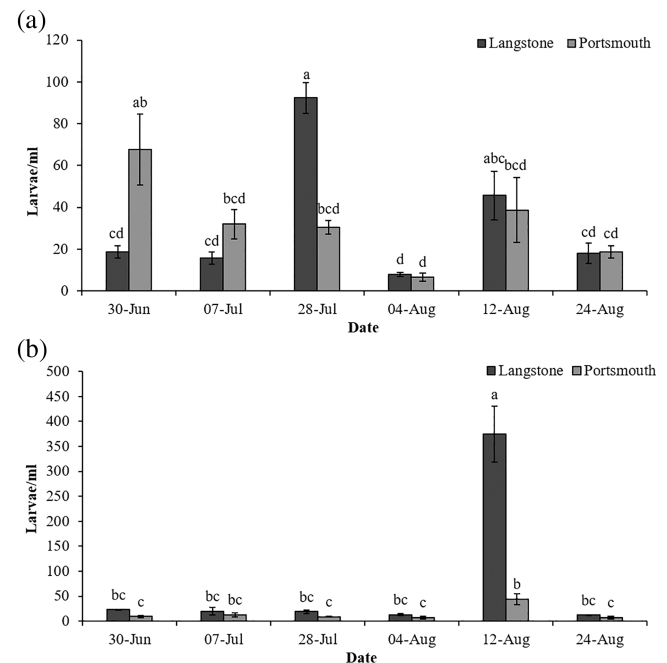 (a)
Langstone Portsmouth
120
100
80
60
40
20
0
Larvae/ml
cd ab cd bcd a bcd d d abc bcd cd cd
30-Jun 07-Jul 28-Jul 04-Aug 12-Aug 24-Aug
Date
(b)
Langstone Portsmouth
500
450
400
350
300
250
200
150
100
50
0
Larvae/ml
bc c bc bc bc c bc c a b bc c
30-Jun 07-Jul 28-Jul 04-Aug 12-Aug 24-Aug
Date